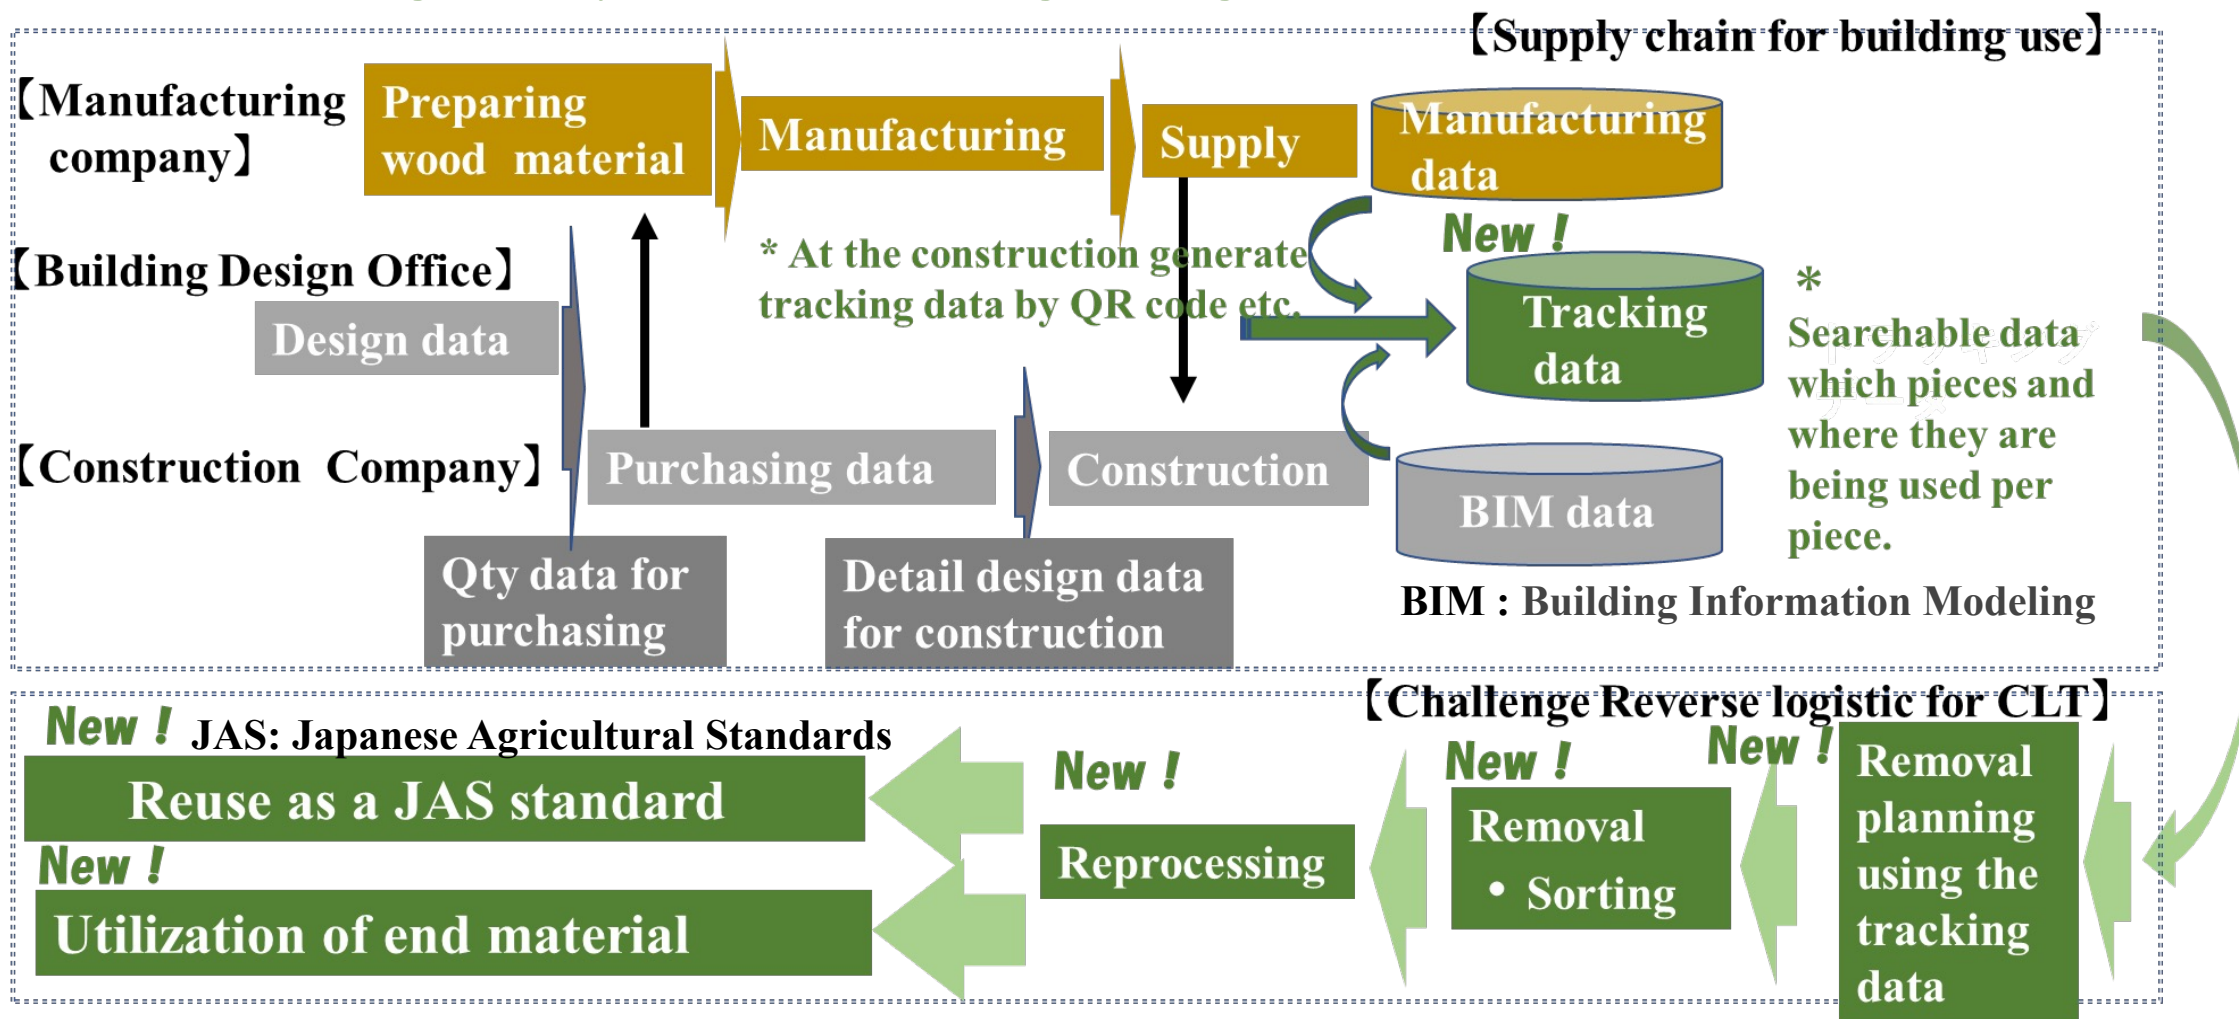 【Supply chain for building use】
【Manufacturing
company】
Preparing
wood material
Manufacturing
Supply
Manufacturing
data
New！
* At the construction generate
tracking data by QR code etc.
【Building Design Office】
Design data
Tracking
data
*
Searchable data
which pieces and
where they are
being used per
piece.
【Construction Company】
Purchasing data
Construction
BIM data
Qty data for
purchasing
Detail design data
for construction
BIM : Building Information Modeling
【Challenge Reverse logistic for CLT】
New！
JAS: Japanese Agricultural Standards
Reuse as a JAS standard
New！
Utilization of end material
New！
Reprocessing
New！
Removal
• Sorting
New！
Removal
planning
using the
tracking
data